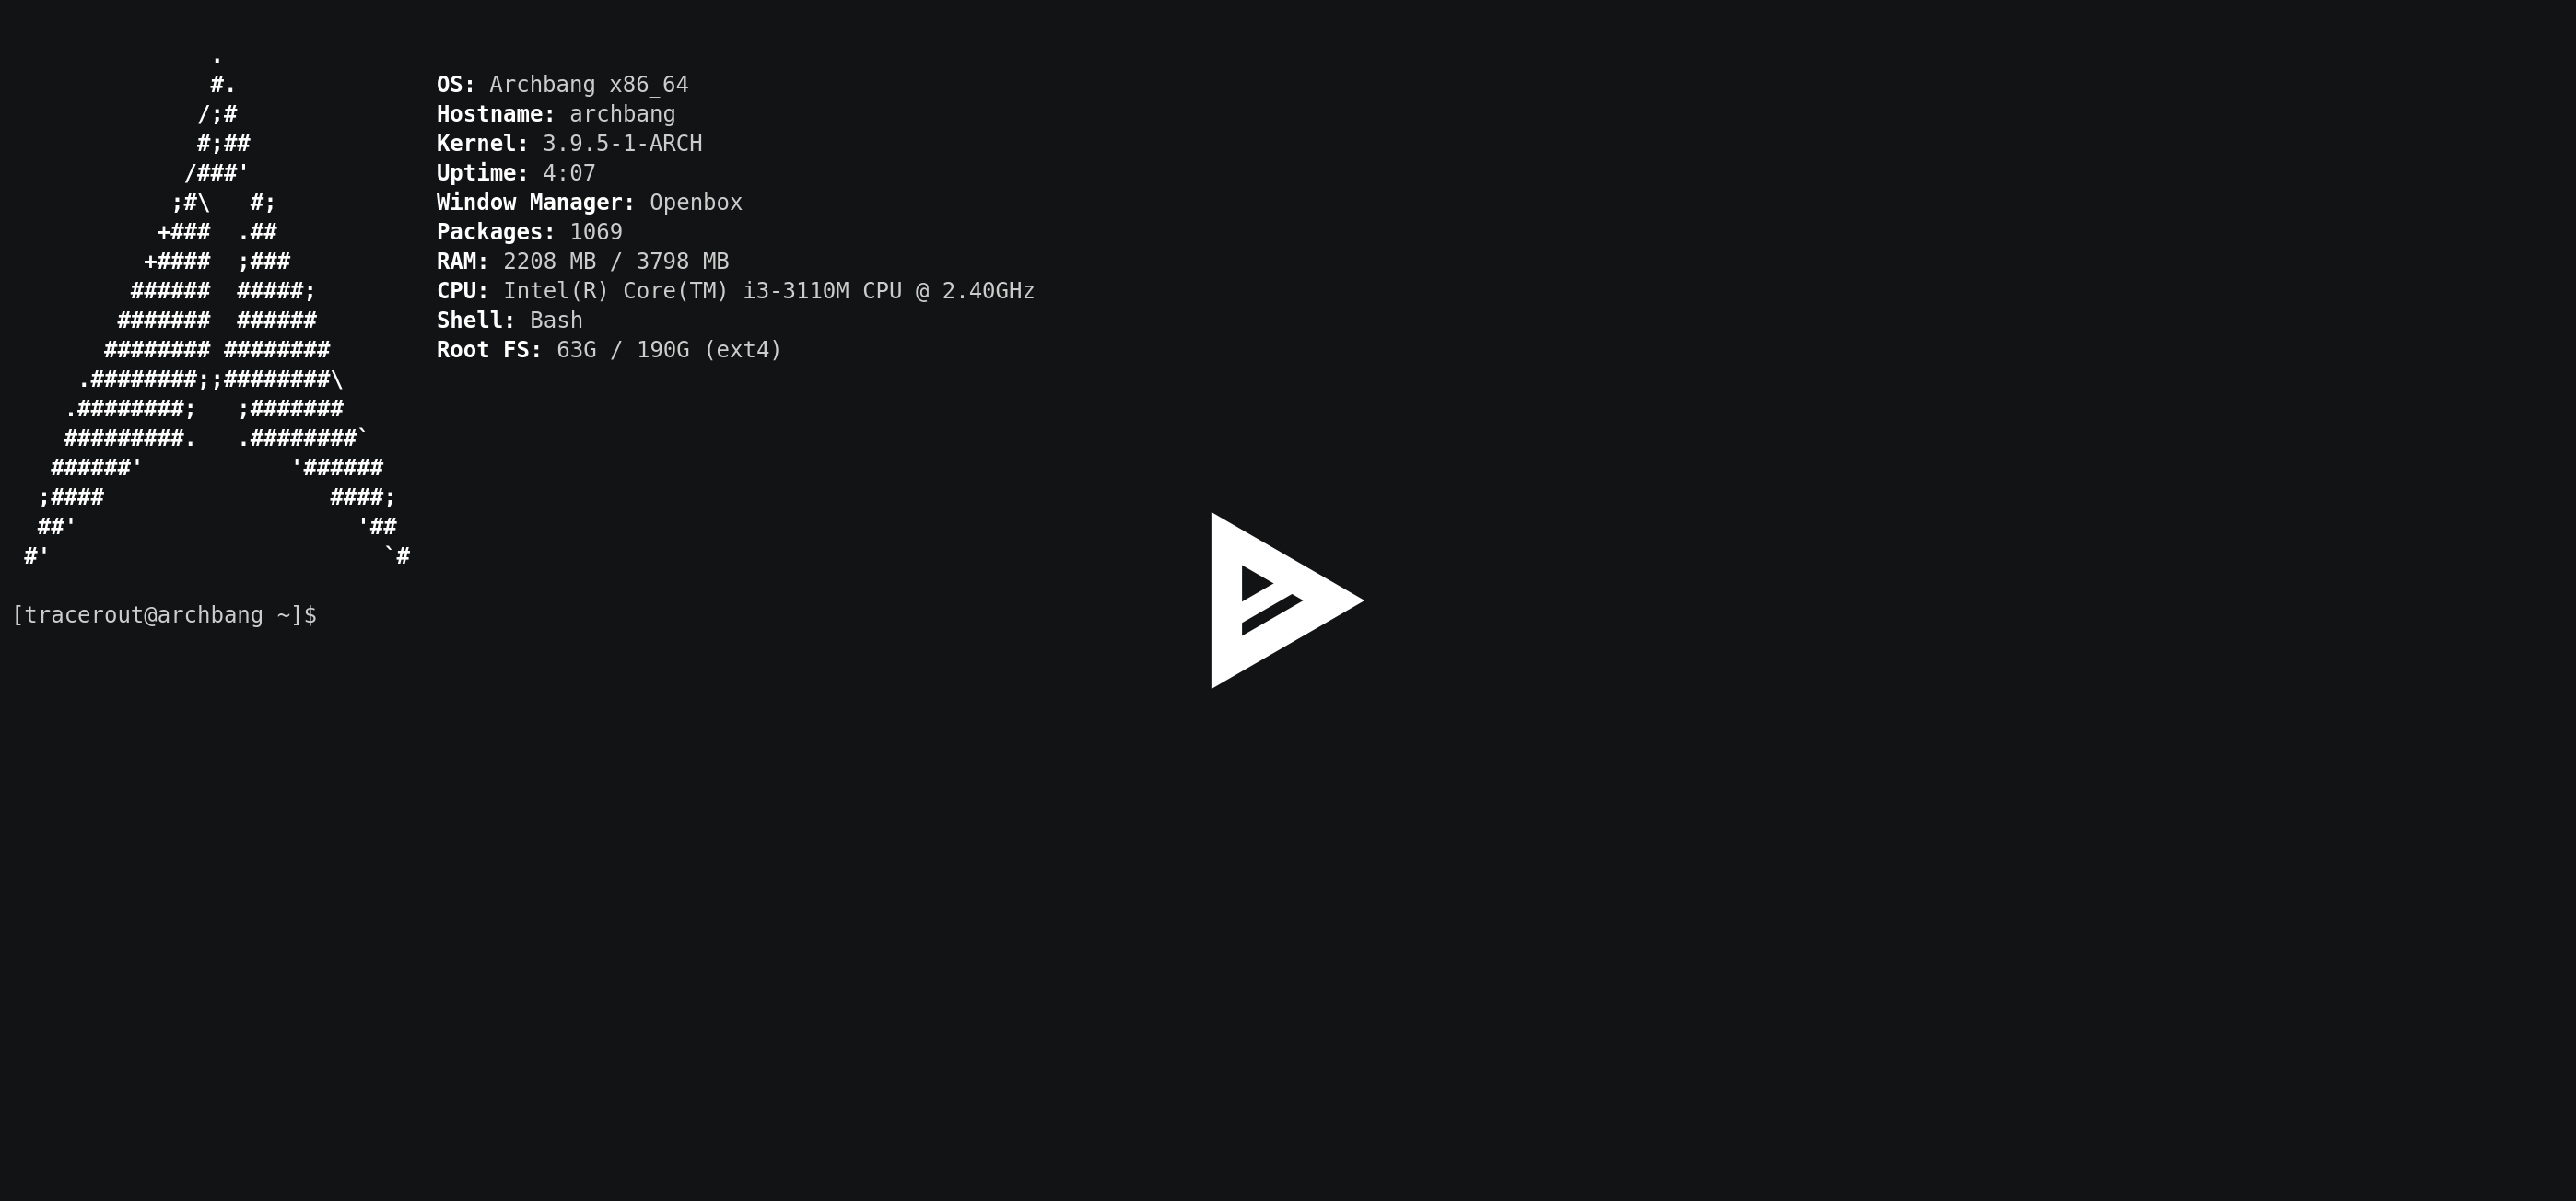 OS: Archbang x86_64
Hostname: archbang
Kernel: 3.9.5-1-ARCH
Uptime: 4:07
Window Manager: Openbox
Packages: 1069
RAM: 2208 MB / 3798 MB
CPU: Intel(R) Core(TM) i3-3110M CPU @ 2.40GHz
Shell: Bash
Root FS: 63G / 190G (ext4)
[tracerout@archbang ~]$